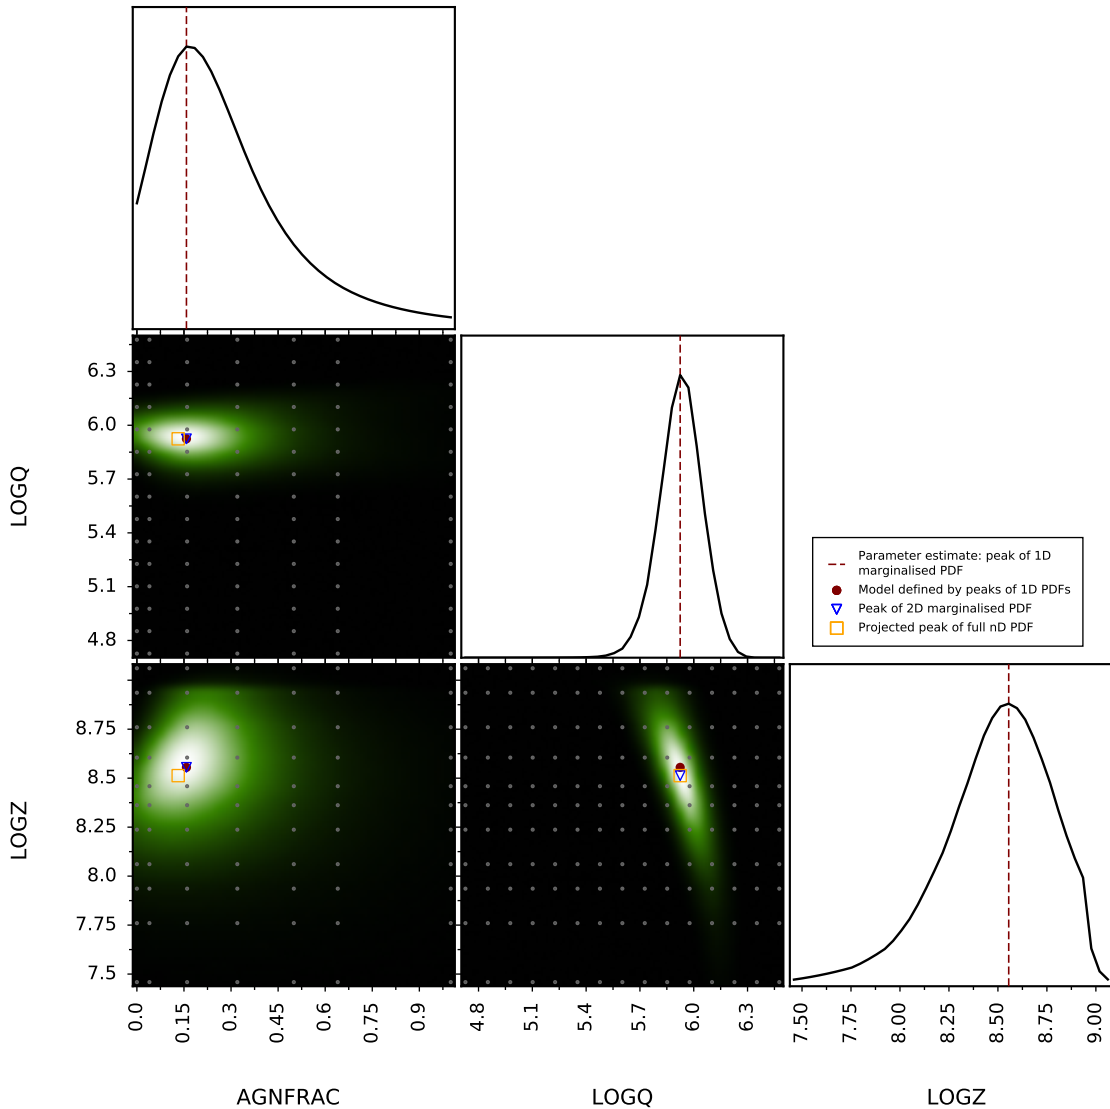 6.3
6.0
5.7
5.4
5.1
4.8
LOGQ
Parameter estimate: peak of 1D
marginalised PDF
Model defined by peaks of 1D PDFs
Peak of 2D marginalised PDF
Projected peak of full nD PDF
8.75
8.5
8.25
8.0
7.75
7.5
LOGZ
0.0 0.15 0.3 0.45 0.6 0.75 0.9
4.8 5.1 5.4 5.7 6.0 6.3
7.50 7.75 8.00 8.25 8.50 8.75 9.00
AGNFRAC LOGQ LOGZ